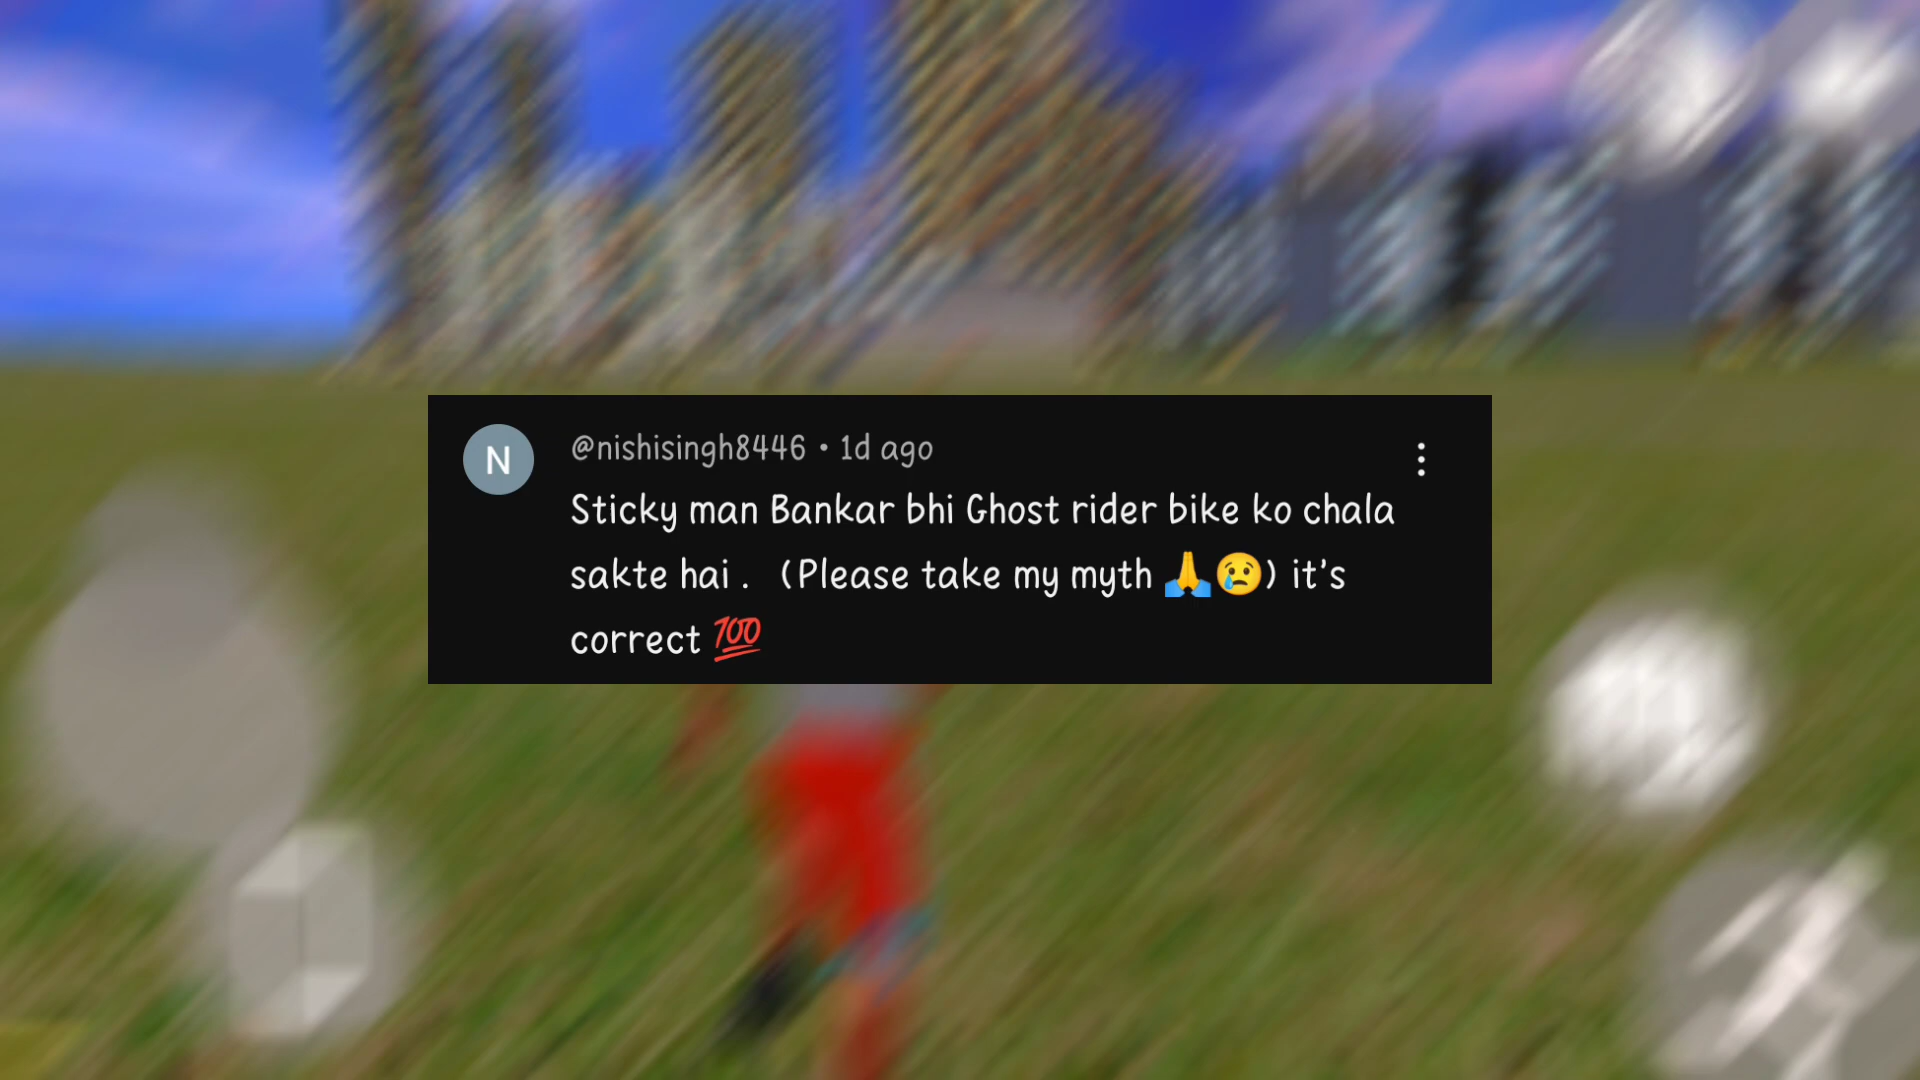 N
@nishisingh8446 • 1d ago
Sticky man Bankar bhi Ghost rider bike ko chala
sakte hai . (Please take my myth 🙏😢) it's
correct 💯